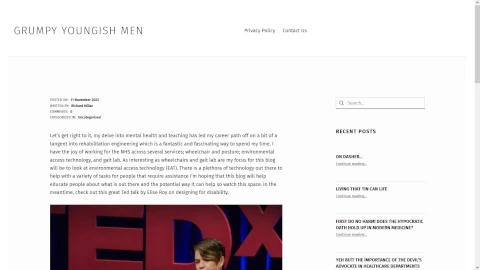 GRUMPY YOUNGISH MEN
Privacy Policy Contact Us
POSTED ON: 11 November 2023
WRITTEN BY: Richard Millar
COMMENTS: 0
CATEGORIZED IN: Uncategorized
Let's get right to it, my delve into mental health and teaching has led my career path off on a bit of a
tangent into rehabilitation engineering which is a fantastic and fascinating way to spend my time. I
have the joy of working for the NHS across several services; wheelchair and posture; environmental
access technology, and gait lab. As interesting as wheelchairs and gait lab are my focus for this blog
will be to look at environmental access technology (EAT). There is a plethora of technology out there to
help with a variety of tasks for people that require assistance I'm hoping that this blog will help
educate people about what is out there and the potential way it can help so watch this space. In the
meantime, check out this great Ted talk by Elise Roy on designing for disability.
TEDx
Search...
RECENT POSTS
OH DASHER...
Continue reading...
LIVING THAT TIN CAN LIFE
Continue reading...
FIRST DO NO HARM! DOES THE HYPOCRATIC
OATH HOLD UP IN MODERN MEDICINE?
Continue reading...
YEH BUT THE IMPORTANCE OF THE DEVIL'S
ADVOCATE IN HEALTHCARE DEPARTMENTS